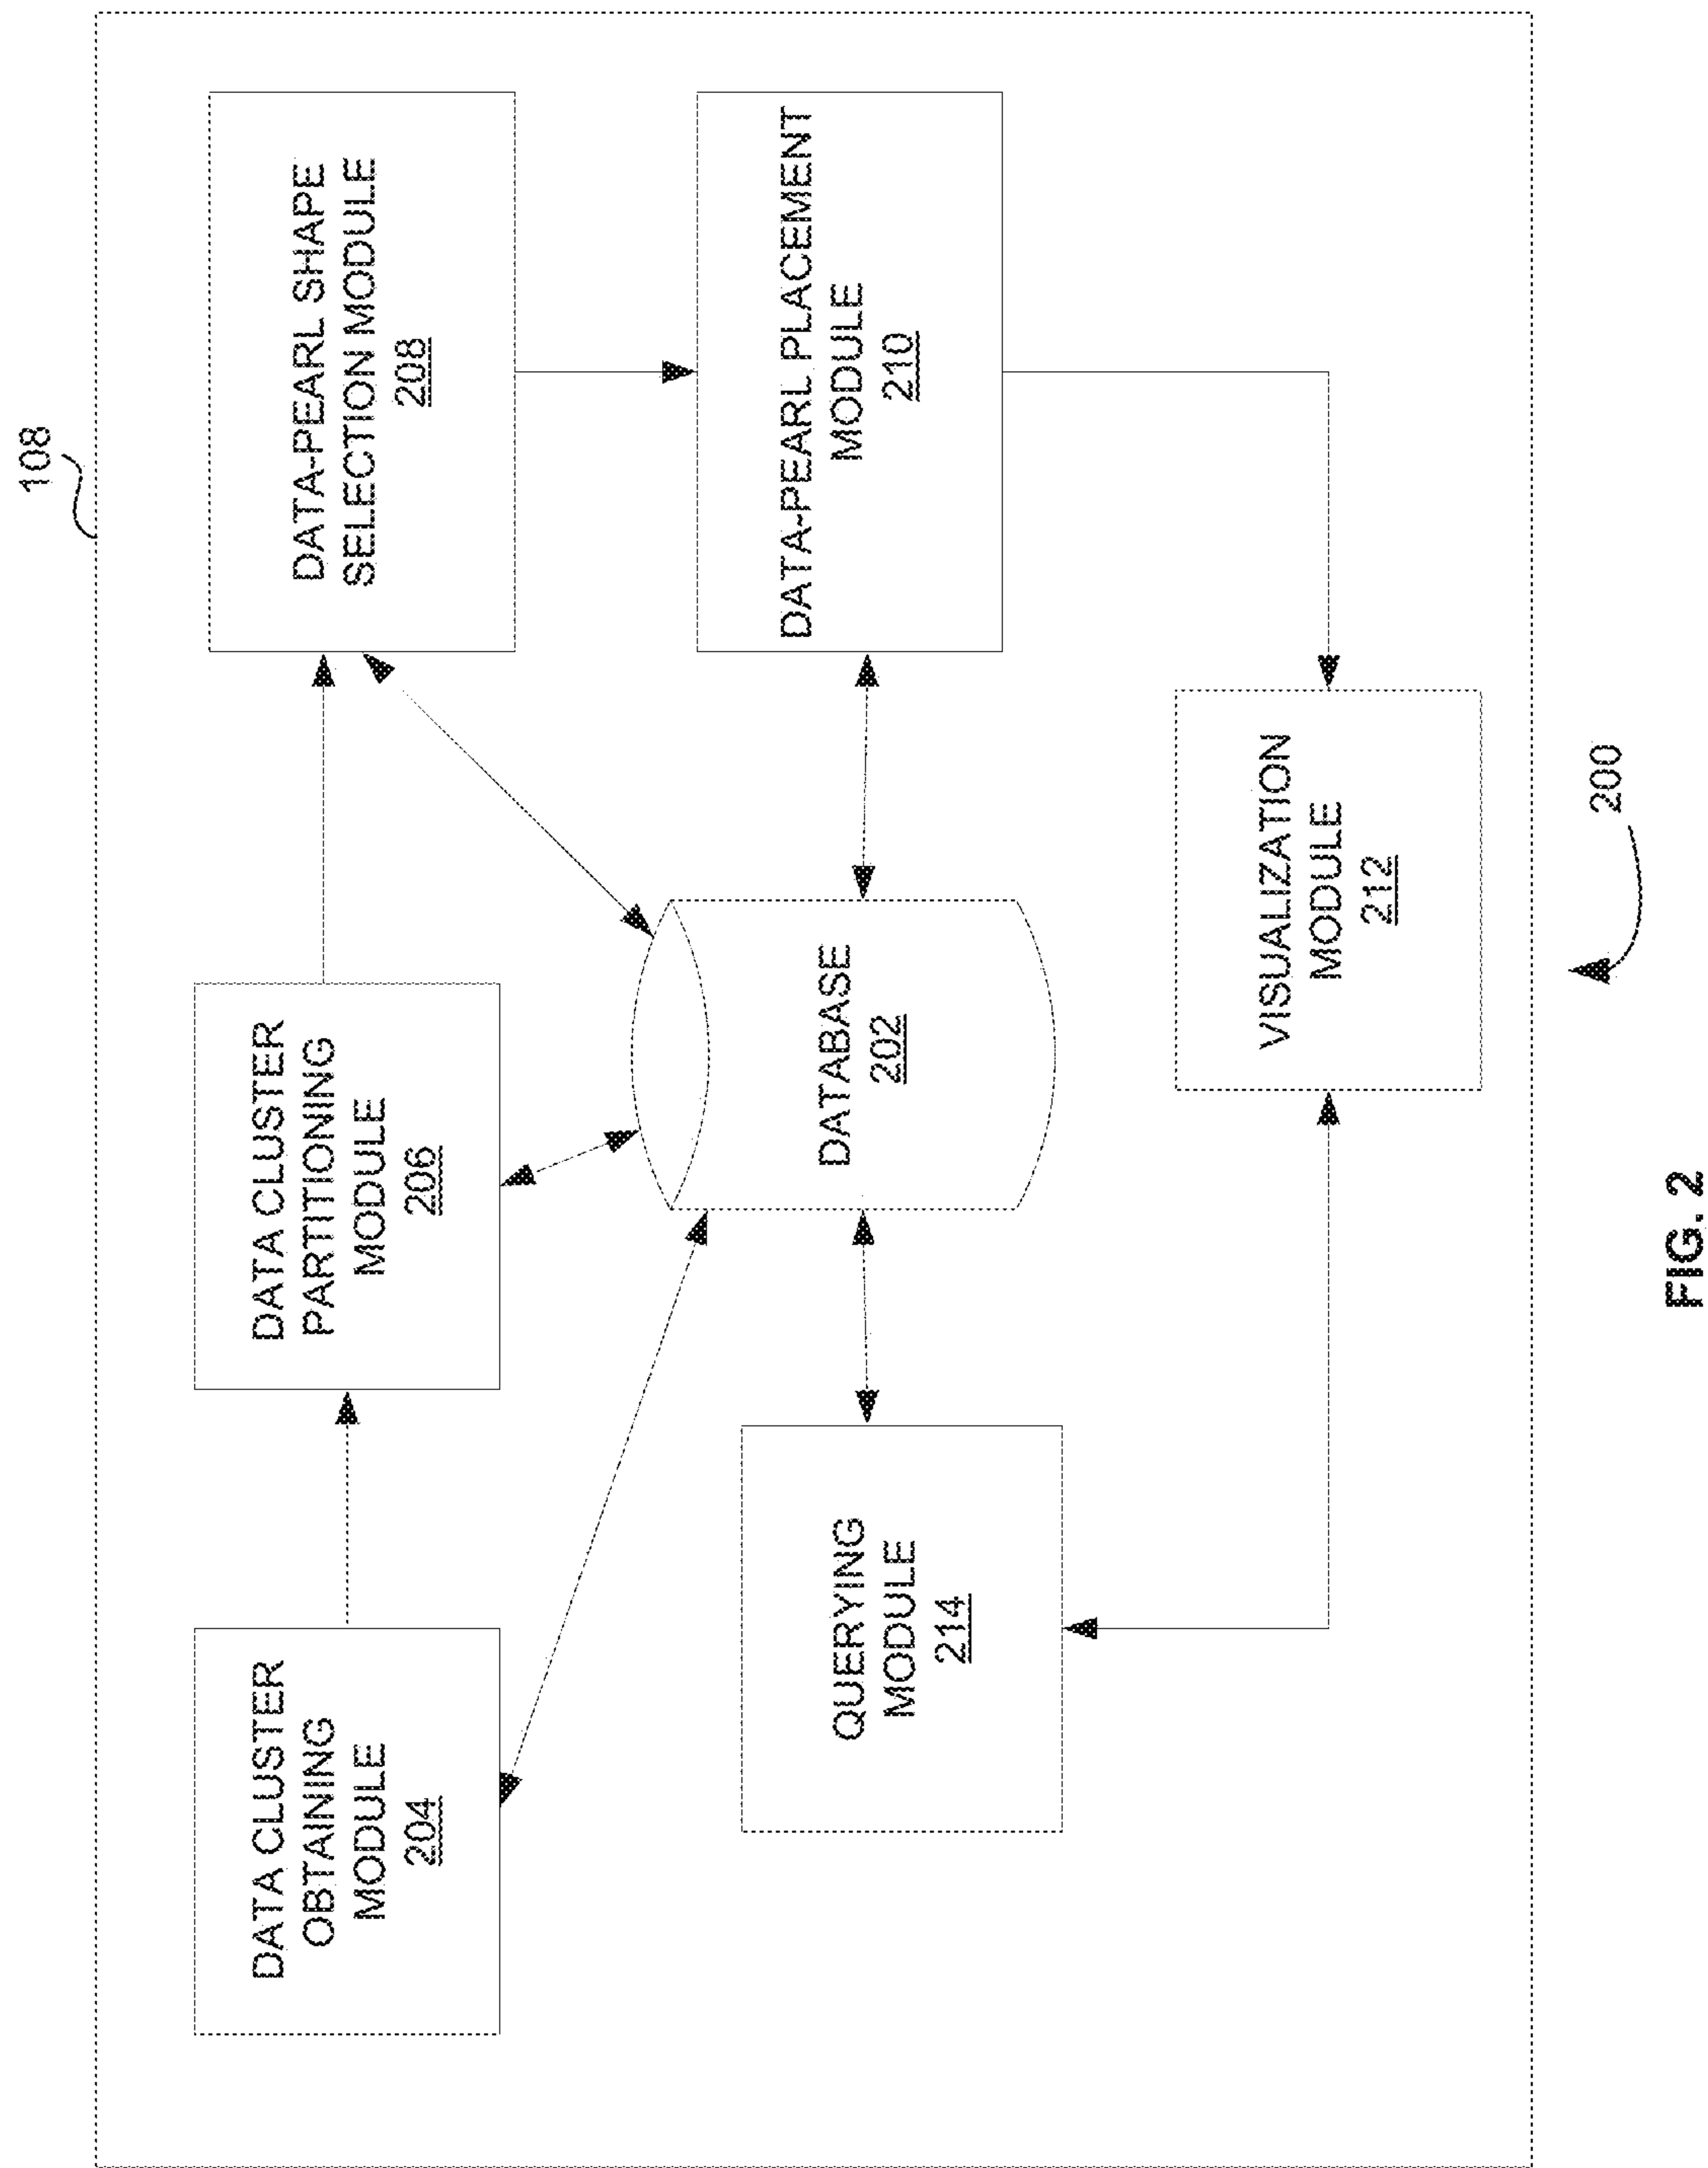 108
DATA CLUSTER
OBTAINING
MODULE
204
DATA CLUSTER
PARTITIONING
MODULE
206
DATA-PEARL SHAPE
SELECTION MODULE
208
QUERYING
MODULE
214
DATABASE
202
DATA-PEARL PLACEMENT
MODULE
210
VISUALIZATION
MODULE
212
200
FIG. 2